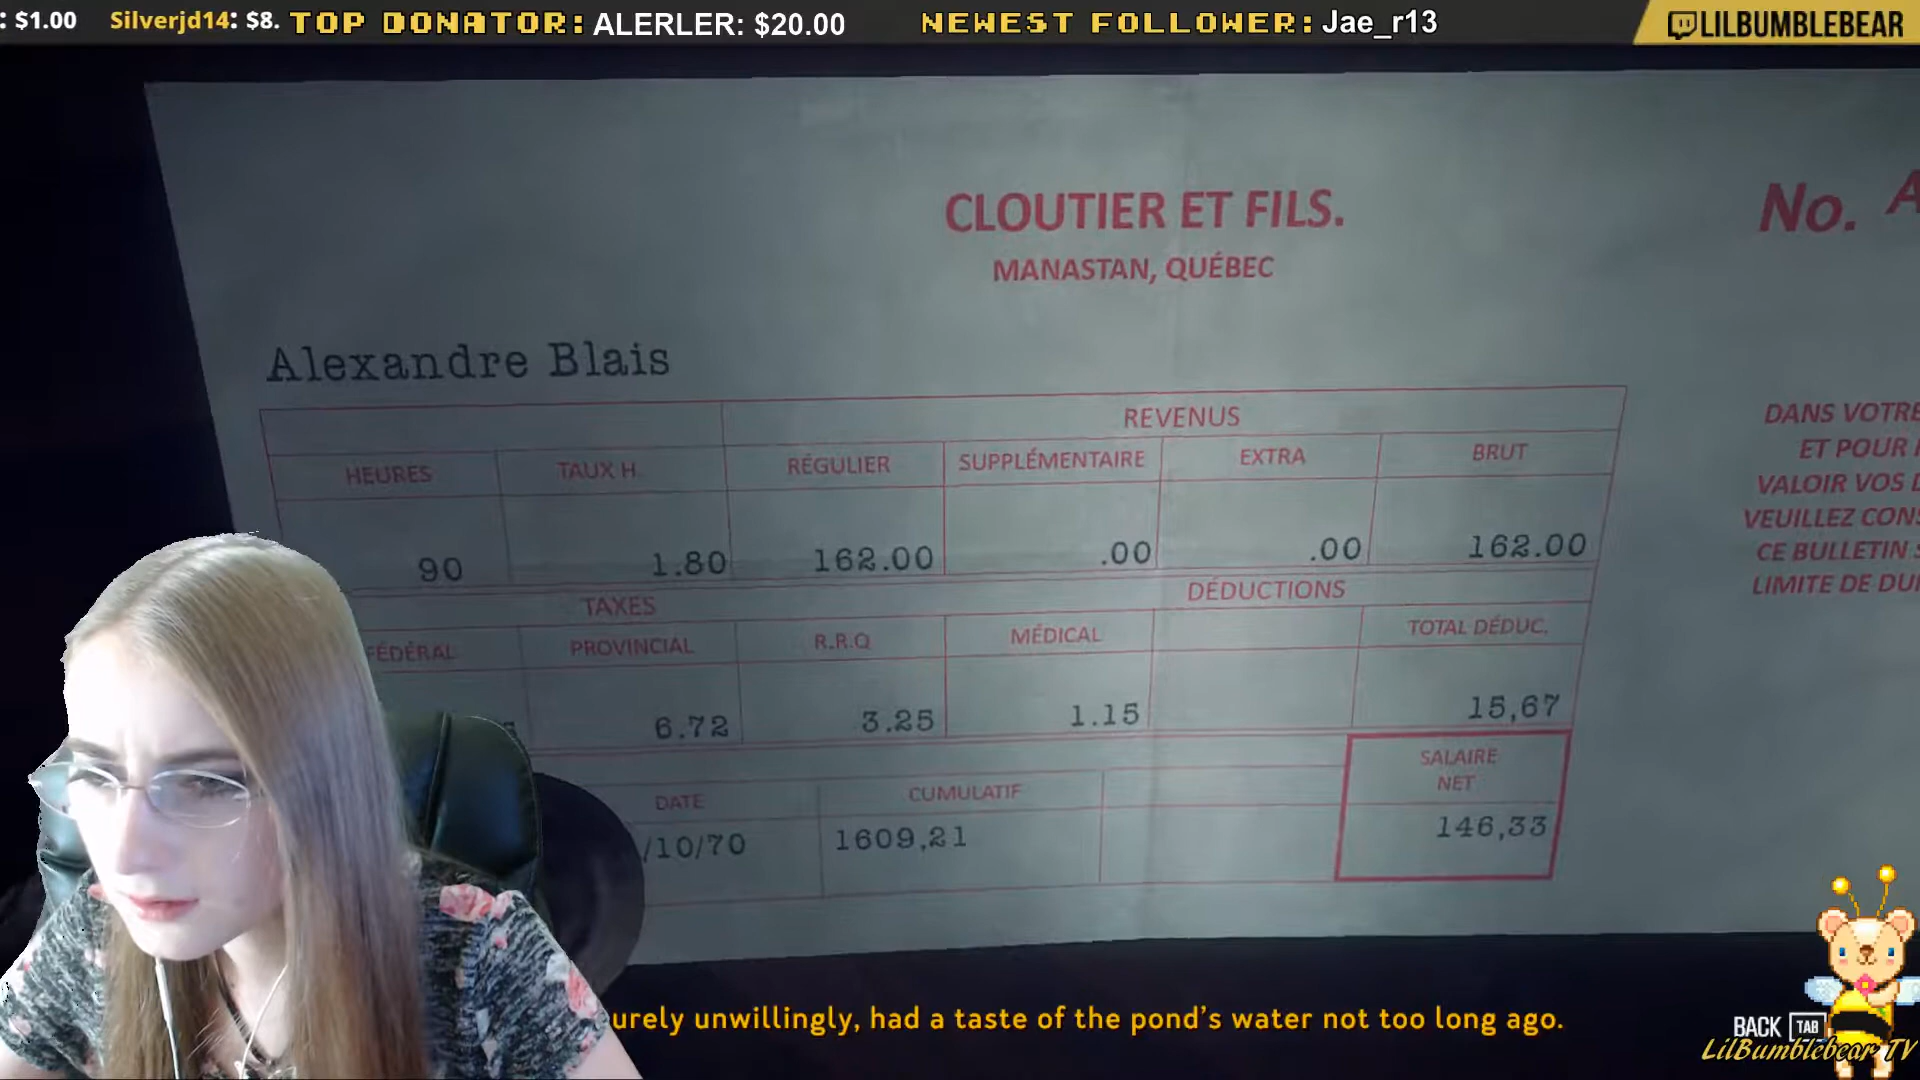 : $1.00 Silverjd14: $8. TOP DONATOR: ALERLER: $20.00 NEWEST FOLLOWER: Jae_r13 LILBUMBLEBEAR
CLOUTIER ET FILS.
No.
MANASTAN, QUÉBEC
Alexandre Blais
REVENUS
HEURES TAUX H. RÉGULIER SUPPLÉMENTAIRE EXTRA BRUT
90 1.80 162.00 .00 .00 162.00
DANS VOTRE
ET POUR
VALOIR VOS
VEUILLEZ
CE BULLETIN
LIMITE DE
TAXES DÉDUCTIONS
FÉDÉRAL PROVINCIAL R.R.Q MÉDICAL TOTAL DÉDUC.
6.72 3.25 1.15 15,67
DATE CUMULATIF SALAIRE
NET
/10/70 1609,21 146,33
urely unwillingly, had a taste of the pond's water not too long ago.
BACK TAB
LilBumblebear TV